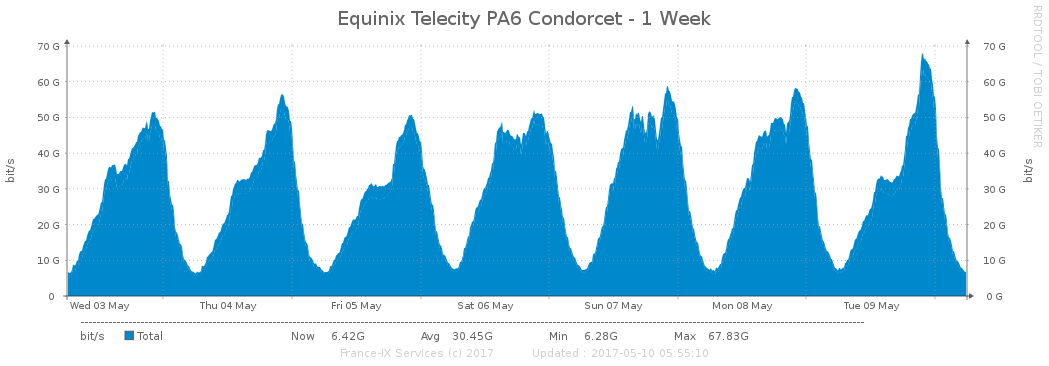 Equinix Telecity PA6 Condorcet - 1 Week
RRDTOOL / TOBI OETIKER
70 G 70 G
60 G 60 G
50 G 50 G
40 G 40 G
30 G 30 G
20 G 20 G
10 G 10 G
0 0 G
bit/s
bit/s
Wed 03 May Thu 04 May Fri 05 May Sat 06 May Sun 07 May Mon 08 May Tue 09 May
bit/s Total Now 6.42G Avg 30.45G Min 6.28G Max 67.83G
France-IX Services (c) 2017 Updated : 2017-05-10 05:55:10